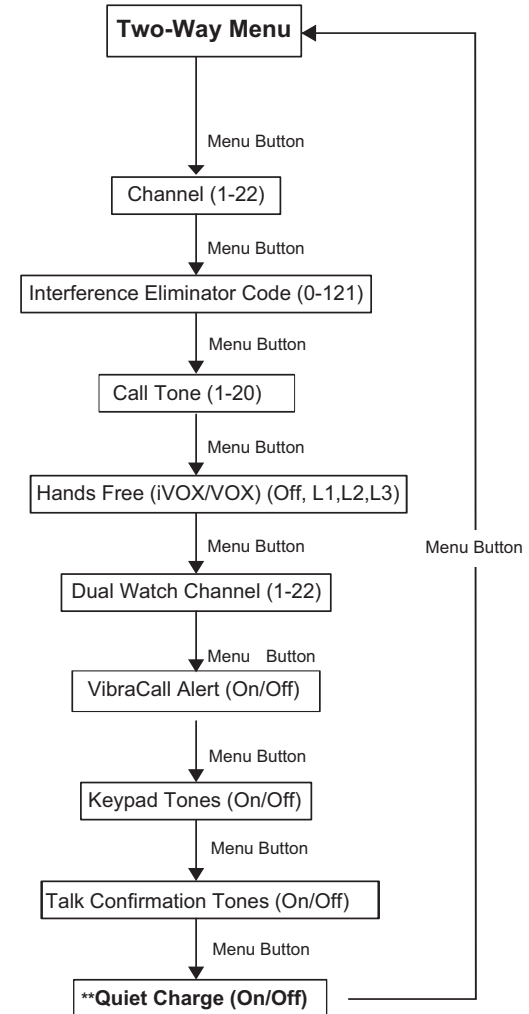 Two-Way Menu
Menu Button
Channel (1-22)
Menu Button
Interference Eliminator Code (0-121)
Menu Button
Call Tone (1-20)
Menu Button
Hands Free (iVOX/VOX) (Off, L1,L2,L3)
Menu Button
Menu Button
Dual Watch Channel (1-22)
Menu Button
VibraCall Alert (On/Off)
Menu Button
Keypad Tones (On/Off)
Menu Button
Talk Confirmation Tones (On/Off)
Menu Button
**Quiet Charge (On/Off)